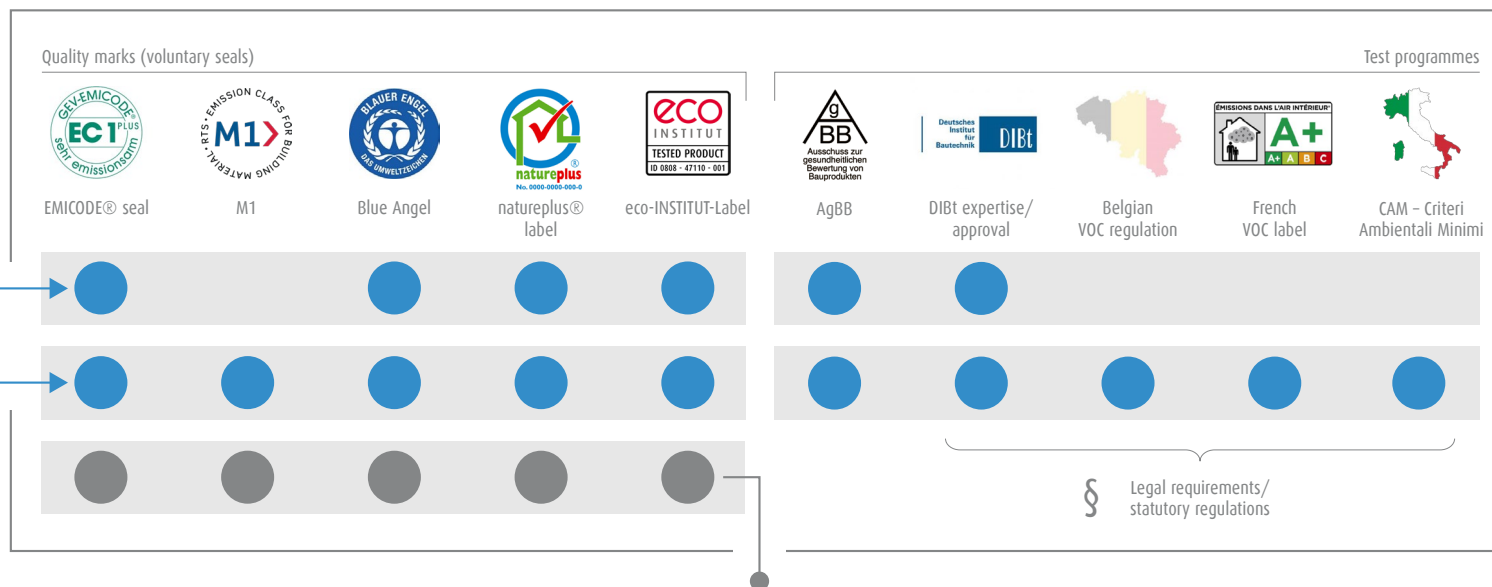 Quality marks (voluntary seals)
Test programmes
GEV-EMICODE®
EC 1 PLUS
sehr emissionsarm
EMISSION CLASS FOR BUILDING MATERIAL · RTS ·
M1
BLAUER ENGEL
DAS UMWELTZEICHEN
®
natureplus
No. 0000-0000-000-0
eco
INSTITUT
TESTED PRODUCT
ID 0808 - 47110 - 001
g
BB
Ausschuss zur
gesundheitlichen
Bewertung von
Bauprodukten
Deutsches
Institut
für
Bautechnik
DIBt
ÉMISSIONS DANS L'AIR INTÉRIEUR*
A+
A+ A B C
EMICODE® seal
M1
Blue Angel
natureplus®
label
eco-INSTITUT-Label
AgBB
DIBt expertise/
approval
Belgian
VOC regulation
French
VOC label
CAM – Criteri
Ambientali Minimi
§
Legal requirements/
statutory regulations